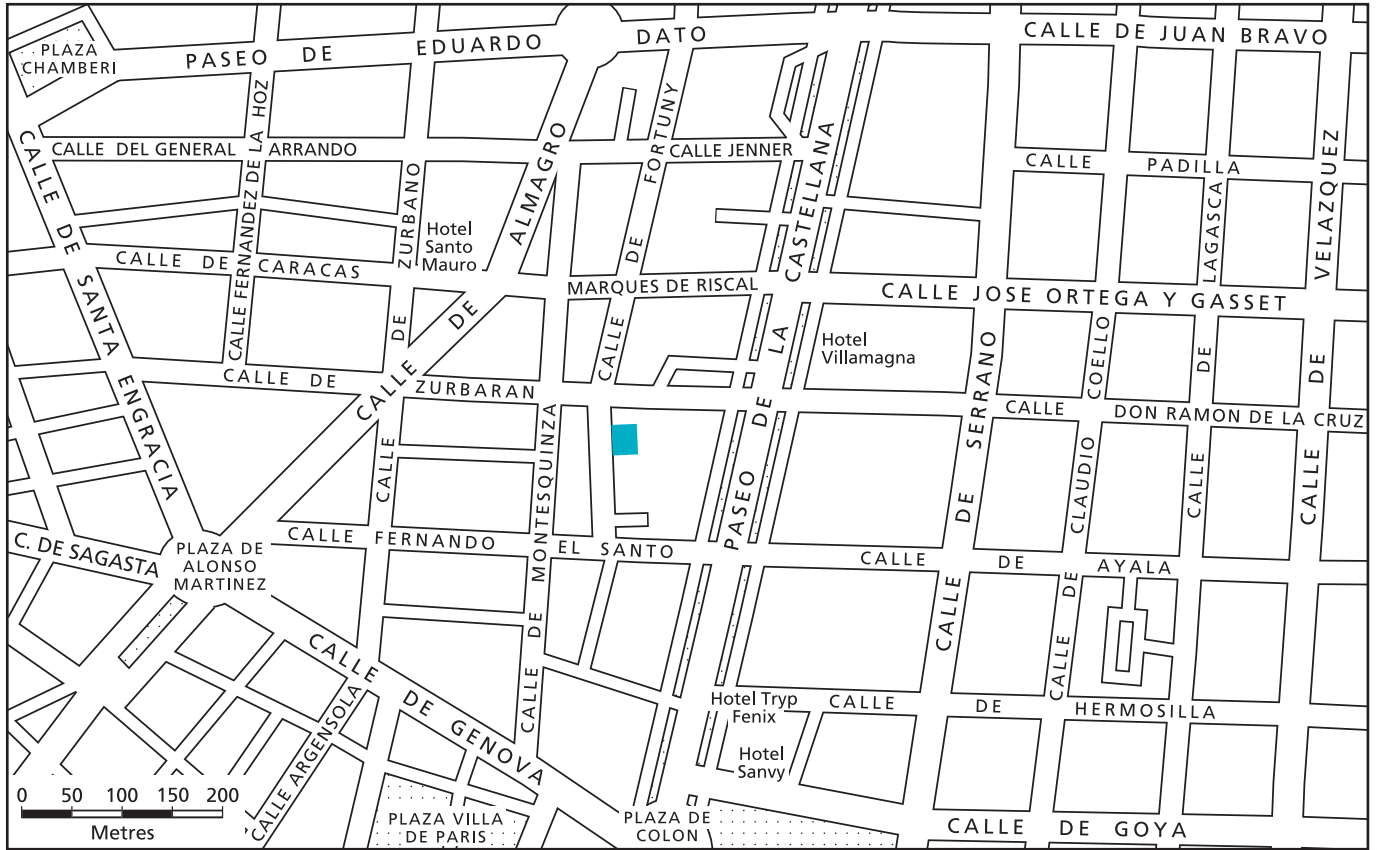 PLAZA
CHAMBERI
PASEO DE EDUARDO DATO
CALLE DE JUAN BRAVO
CALLE DEL GENERAL ARRANDO
CALLE JENNER
CALLE PADILLA
CALLE DE SANTA ENGRACIA
CALLE FERNANDEZ DE LA HOZ
CALLE DE ZURBANO
CALLE DE ALMAGRO
CALLE DE FORTUNY
PASEO DE LA CASTELLANA
CALLE DE LAGASCA
CALLE DE VELAZQUEZ
Hotel
Santo
Mauro
CALLE DE CARACAS
MARQUES DE RISCAL
CALLE JOSE ORTEGA Y GASSET
Hotel
Villamagna
CALLE DE SERRANO
CALLE DE CLAUDIO COELLO
CALLE DE ZURBARAN
CALLE DON RAMON DE LA CRUZ
CALLE DE MONTESQUINZA
C. DE SAGASTA
PLAZA DE
ALONSO
MARTINEZ
CALLE FERNANDO EL SANTO
CALLE DE AYALA
CALLE DE GENOVA
CALLE ARGENSOLA
Hotel Tryp
Fenix
CALLE DE HERMOSILLA
Hotel
Sanvy
0 50 100 150 200
Metres
PLAZA VILLA
DE PARIS
PLAZA DE
COLON
CALLE DE GOYA